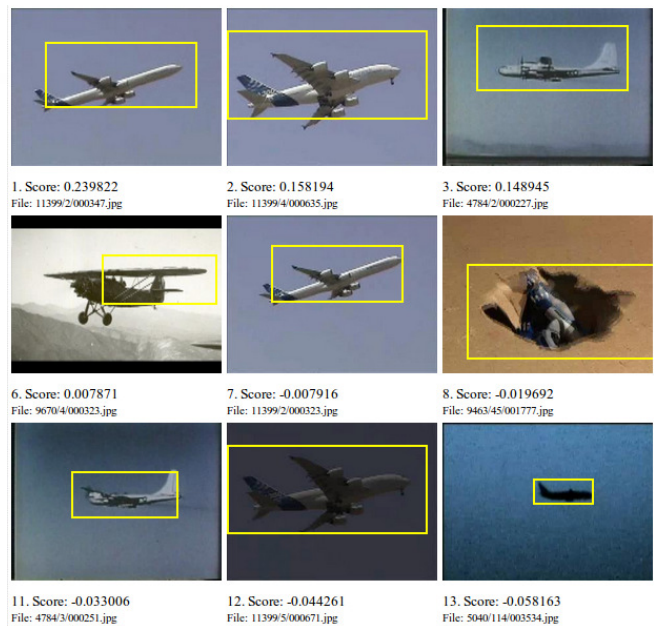 1. Score: 0.239822
File: 11399/2/000347.jpg
2. Score: 0.158194
File: 11399/4/000635.jpg
3. Score: 0.148945
File: 4784/2/000227.jpg
6. Score: 0.007871
File: 9670/4/000323.jpg
7. Score: -0.007916
File: 11399/2/000323.jpg
8. Score: -0.019692
File: 9463/45/001777.jpg
11. Score: -0.033006
File: 4784/3/000251.jpg
12. Score: -0.044261
File: 11399/5/000671.jpg
13. Score: -0.058163
File: 5040/114/003534.jpg